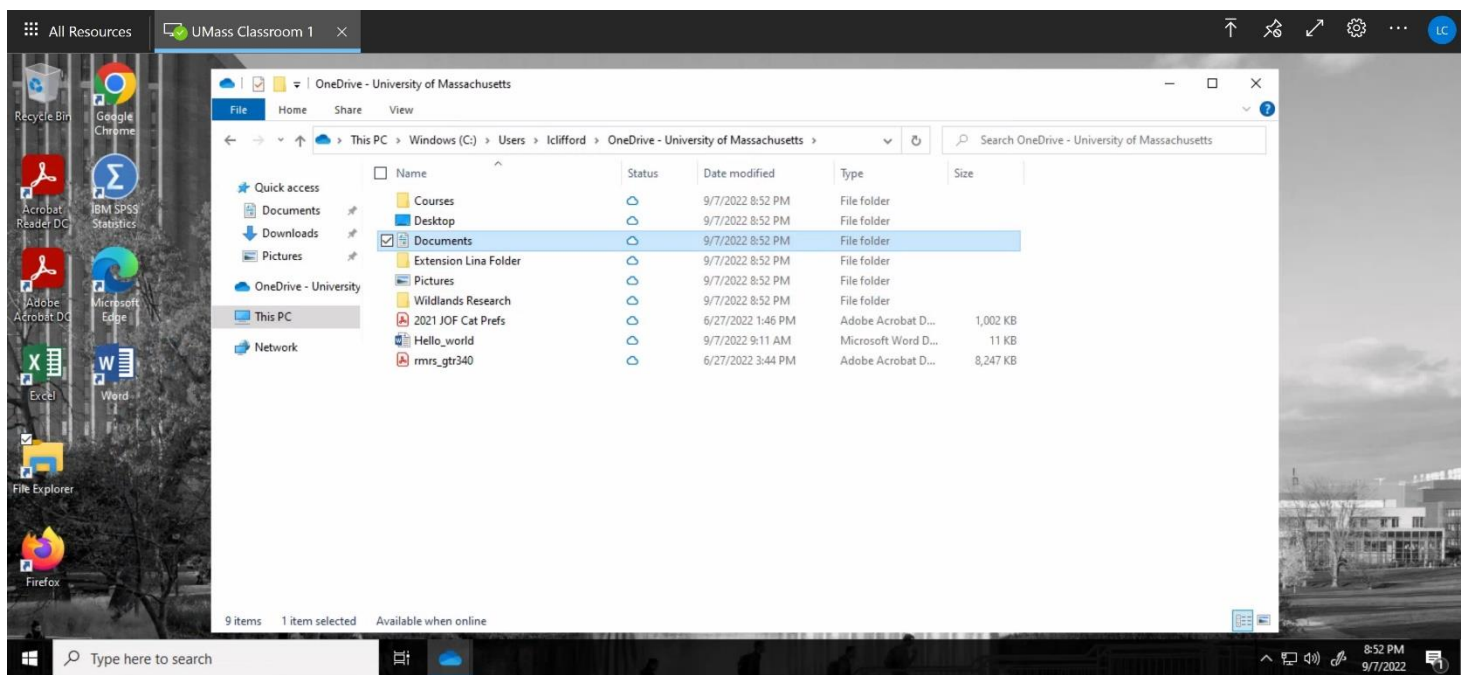 All Resources
UMass Classroom 1
LC
Recycle Bin
Google Chrome
Acrobat Reader DC
IBM SPSS Statistics
Adobe Acrobat DC
Microsoft Edge
Excel
Word
File Explorer
Firefox
OneDrive - University of Massachusetts
File Home Share View
This PC > Windows (C:) > Users > lclifford > OneDrive - University of Massachusetts >
Search OneDrive - University of Massachusetts
Quick access
Documents
Downloads
Pictures
OneDrive - University
This PC
Network
Name Status Date modified Type Size
Courses 9/7/2022 8:52 PM File folder
Desktop 9/7/2022 8:52 PM File folder
Documents 9/7/2022 8:52 PM File folder
Extension Lina Folder 9/7/2022 8:52 PM File folder
Pictures 9/7/2022 8:52 PM File folder
Wildlands Research 9/7/2022 8:52 PM File folder
2021 JOF Cat Prefs 6/27/2022 1:46 PM Adobe Acrobat D... 1,002 KB
Hello_world 9/7/2022 9:11 AM Microsoft Word D... 11 KB
rmrs_gtr340 6/27/2022 3:44 PM Adobe Acrobat D... 8,247 KB
9 items 1 item selected Available when online
Type here to search
8:52 PM
9/7/2022
1